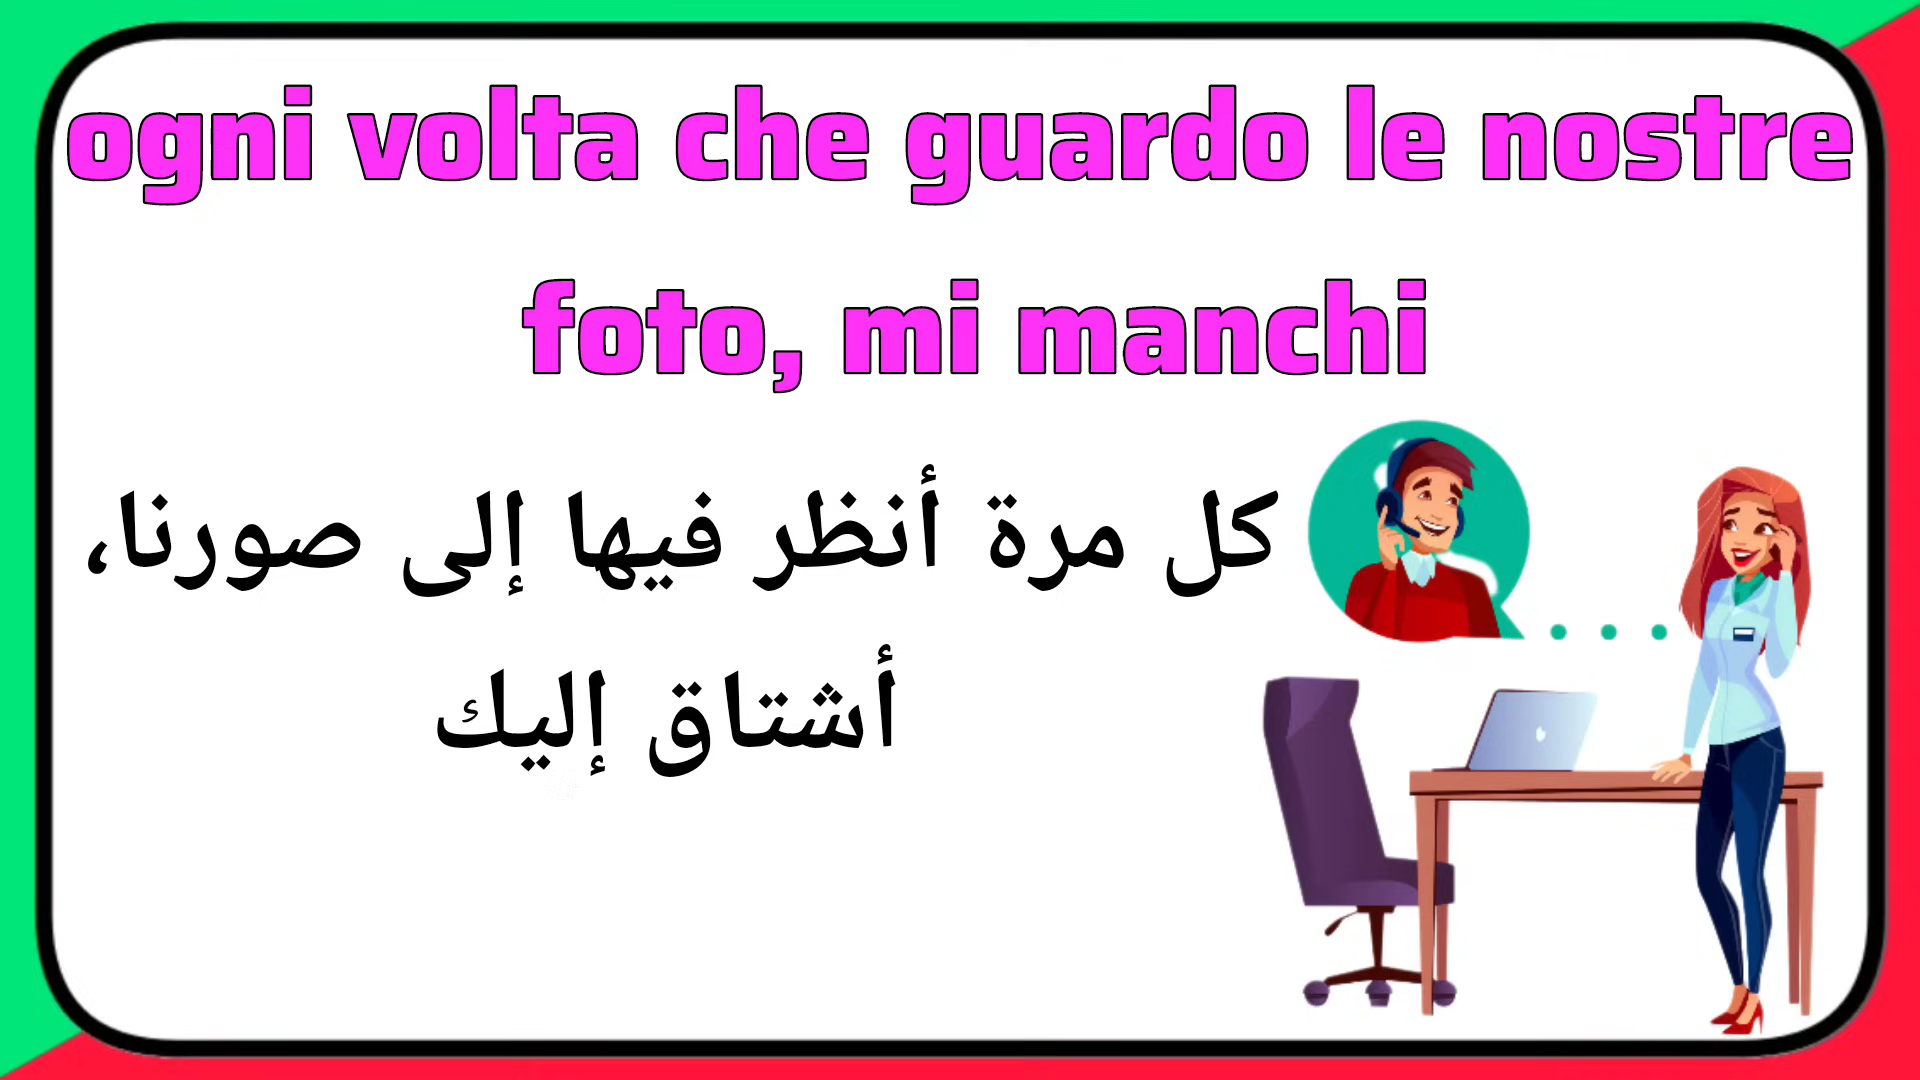 ogni volta che guardo le nostre
foto, mi manchi
كل مرة أنظر فيها إلى صورنا،
أشتاق إليك